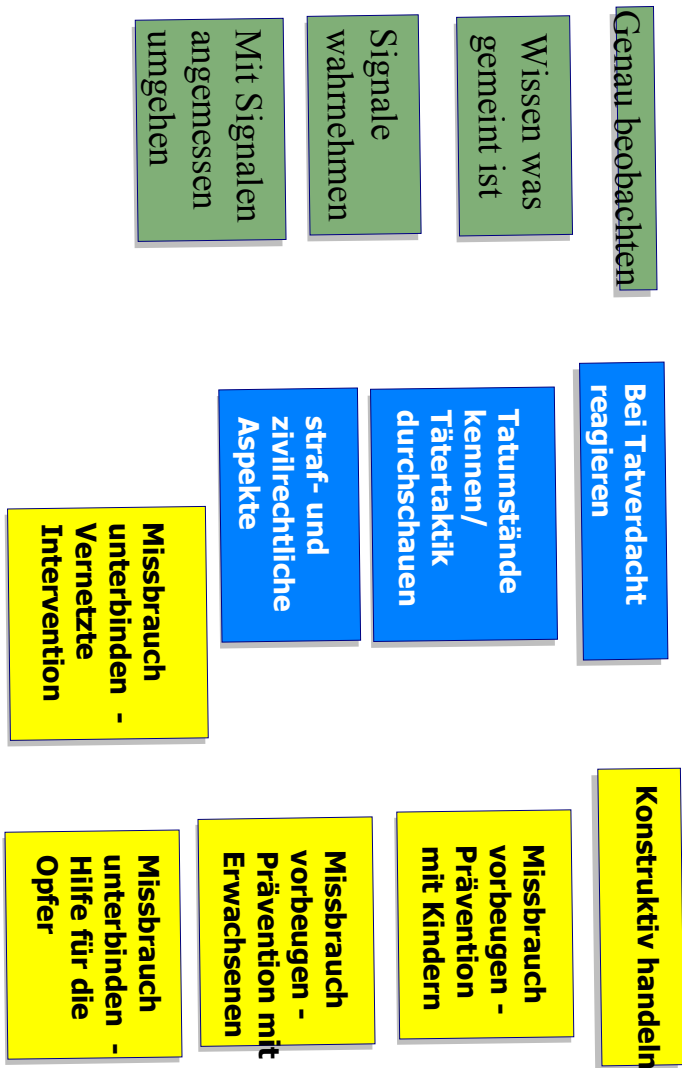 Genau beobachten
Wissen was
gemeint ist
Signale
wahrnehmen
Mit Signalen
angemessen
umgehen
Bei Tatverdacht
reagieren
Tatumstände
kennen/
Tätertaktik
durchschauen
straf- und
zivilrechtliche
Aspekte
Konstruktiv handeln
Missbrauch
vorbeugen -
Prävention
mit Kindern
Missbrauch
vorbeugen -
Prävention mit
Erwachsenen
Missbrauch
unterbinden -
Vernetzte
Intervention
Missbrauch
unterbinden -
Hilfe für die
Opfer